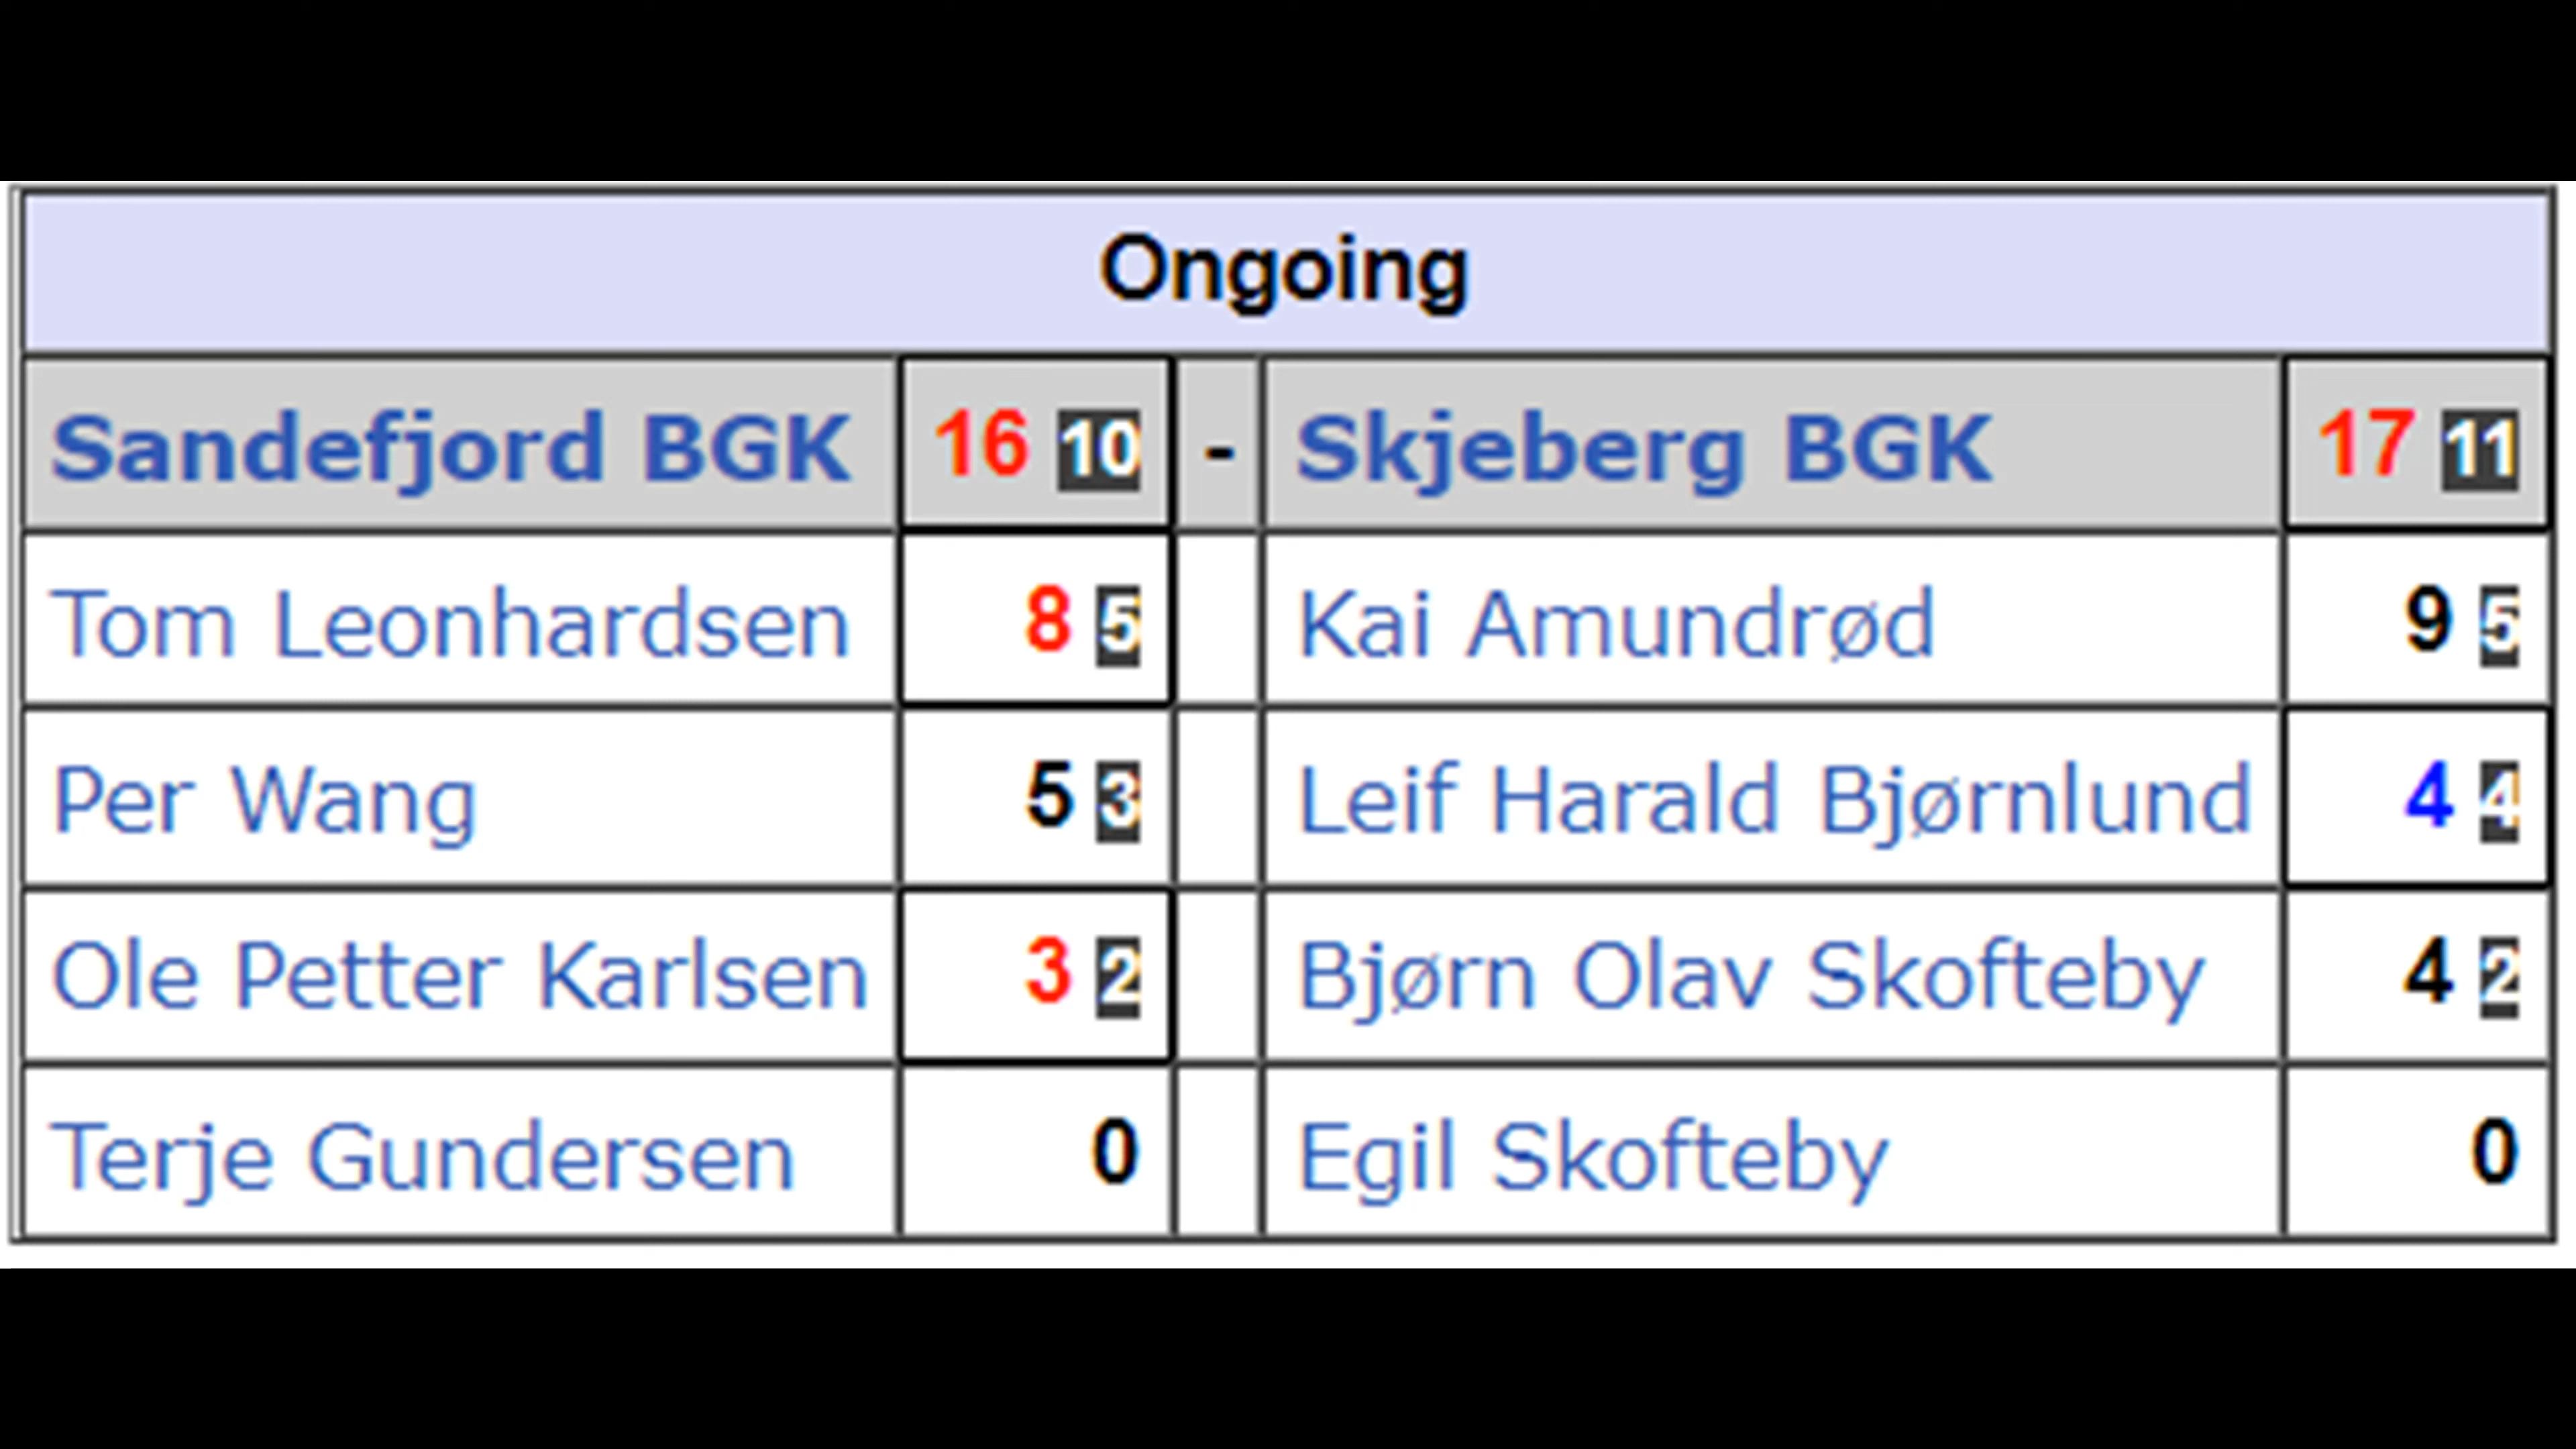 Ongoing
Sandefjord BGK 16 10 - Skjeberg BGK 17 11
Tom Leonhardsen 8 5 Kai Amundrød 9 5
Per Wang 5 3 Leif Harald Bjørnlund 4 4
Ole Petter Karlsen 3 2 Bjørn Olav Skofteby 4 2
Terje Gundersen 0 Egil Skofteby 0